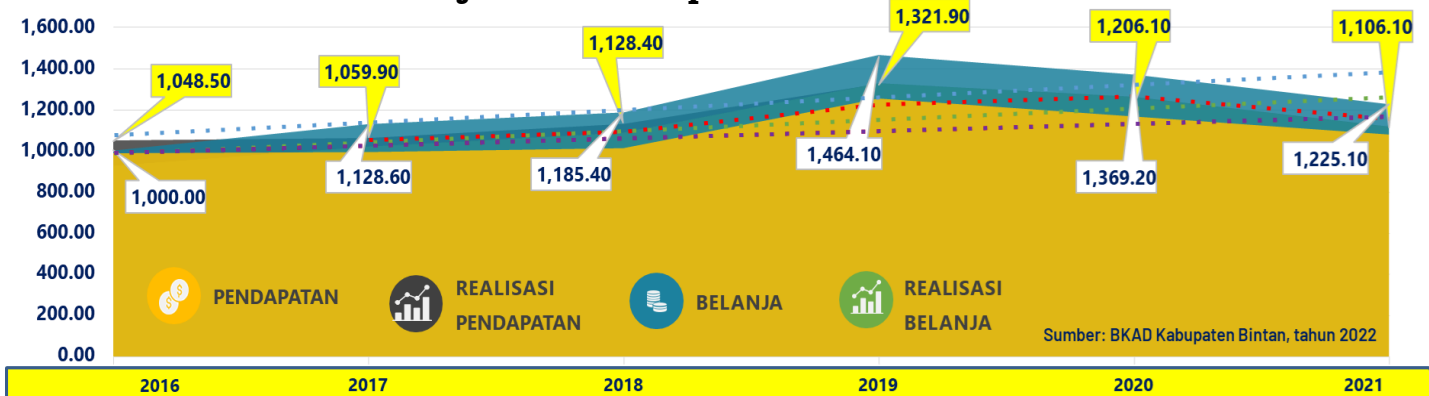 1,600.00
1,400.00
1,200.00
1,000.00
800.00
600.00
400.00
200.00
0.00
1,048.50
1,059.90
1,128.40
1,321.90
1,206.10
1,106.10
1,000.00
1,128.60
1,185.40
1,464.10
1,369.20
1,225.10
PENDAPATAN
REALISASI
PENDAPATAN
BELANJA
REALISASI
BELANJA
Sumber: BKAD Kabupaten Bintan, tahun 2022
2016 2017 2018 2019 2020 2021